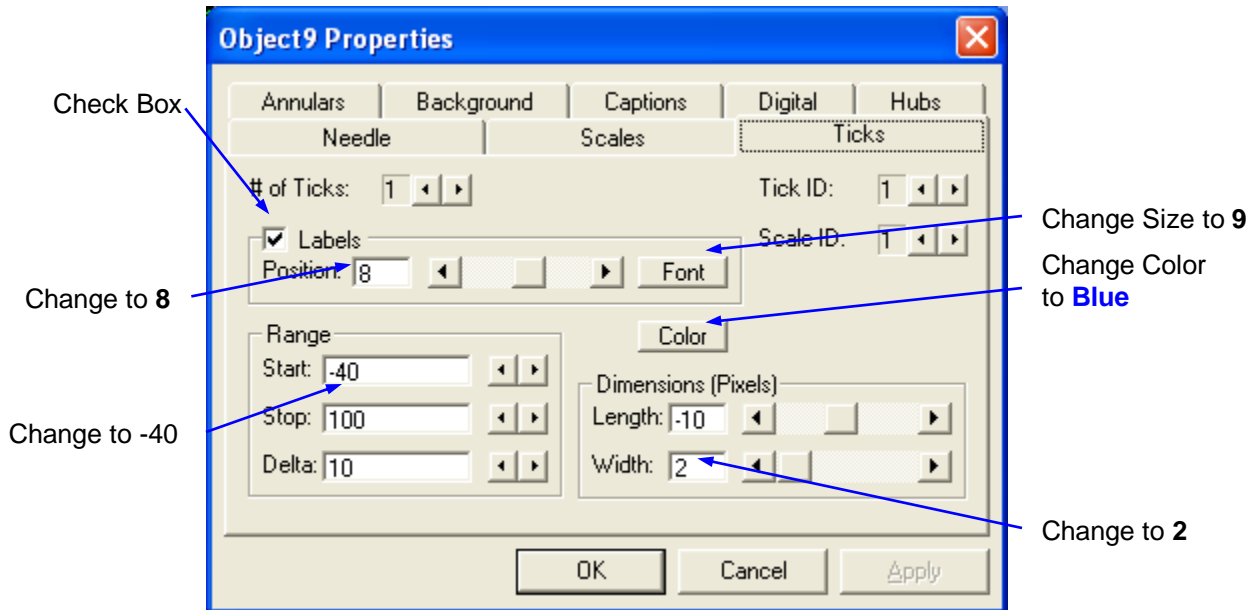 Object9 Properties
Check Box
Annulars Background Captions Digital Hubs
Needle Scales Ticks
# of Ticks: 1 Tick ID: 1
Labels Scale ID: 1
Change Size to 9
Position: 8 Font
Change Color
to Blue
Change to 8
Range Color
Start: -40
Dimensions (Pixels)
Stop: 100 Length: -10
Change to -40
Delta: 10 Width: 2
Change to 2
OK Cancel Apply